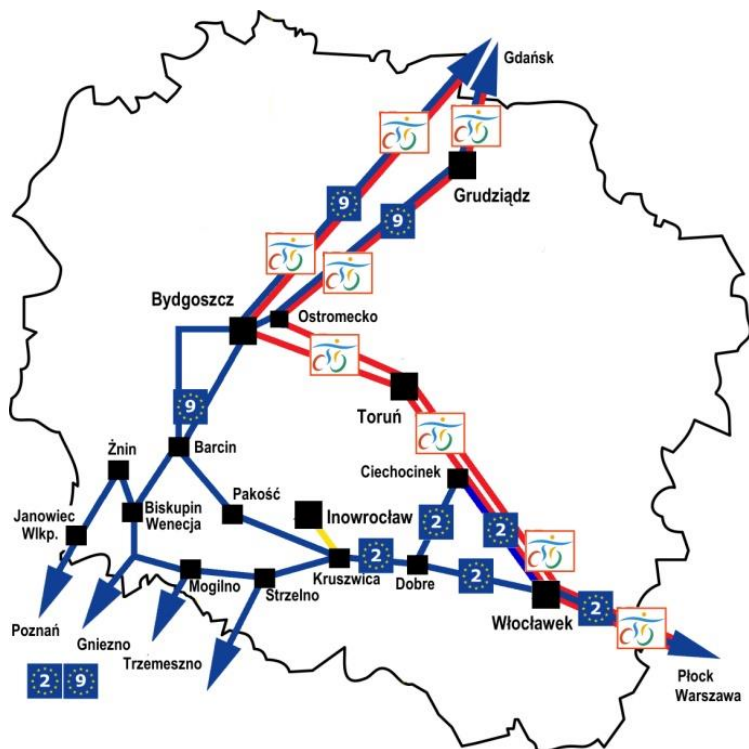 Gdańsk
Grudziądz
9
9
Bydgoszcz
Ostromecko
Toruń
9
Barcin
Żnin
Ciechocinek
Pakość
Biskupin
Wenecja
Janowiec
Wlkp.
Inowrocław
2
2
2
Kruszwica
Dobre
2
Mogilno
Strzelno
Włocławek
2
Poznań
Gniezno
Trzemeszno
2 9
Płock
Warszawa